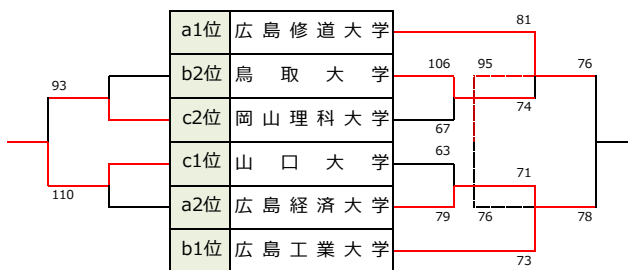 81
a1位 広島修道大学
93 b2位 鳥取大学 106 95 76
c2位 岡山理科大学 67 74
c1位 山口大学 63
110 a2位 広島経済大学 79 76 71 78
b1位 広島工業大学 73